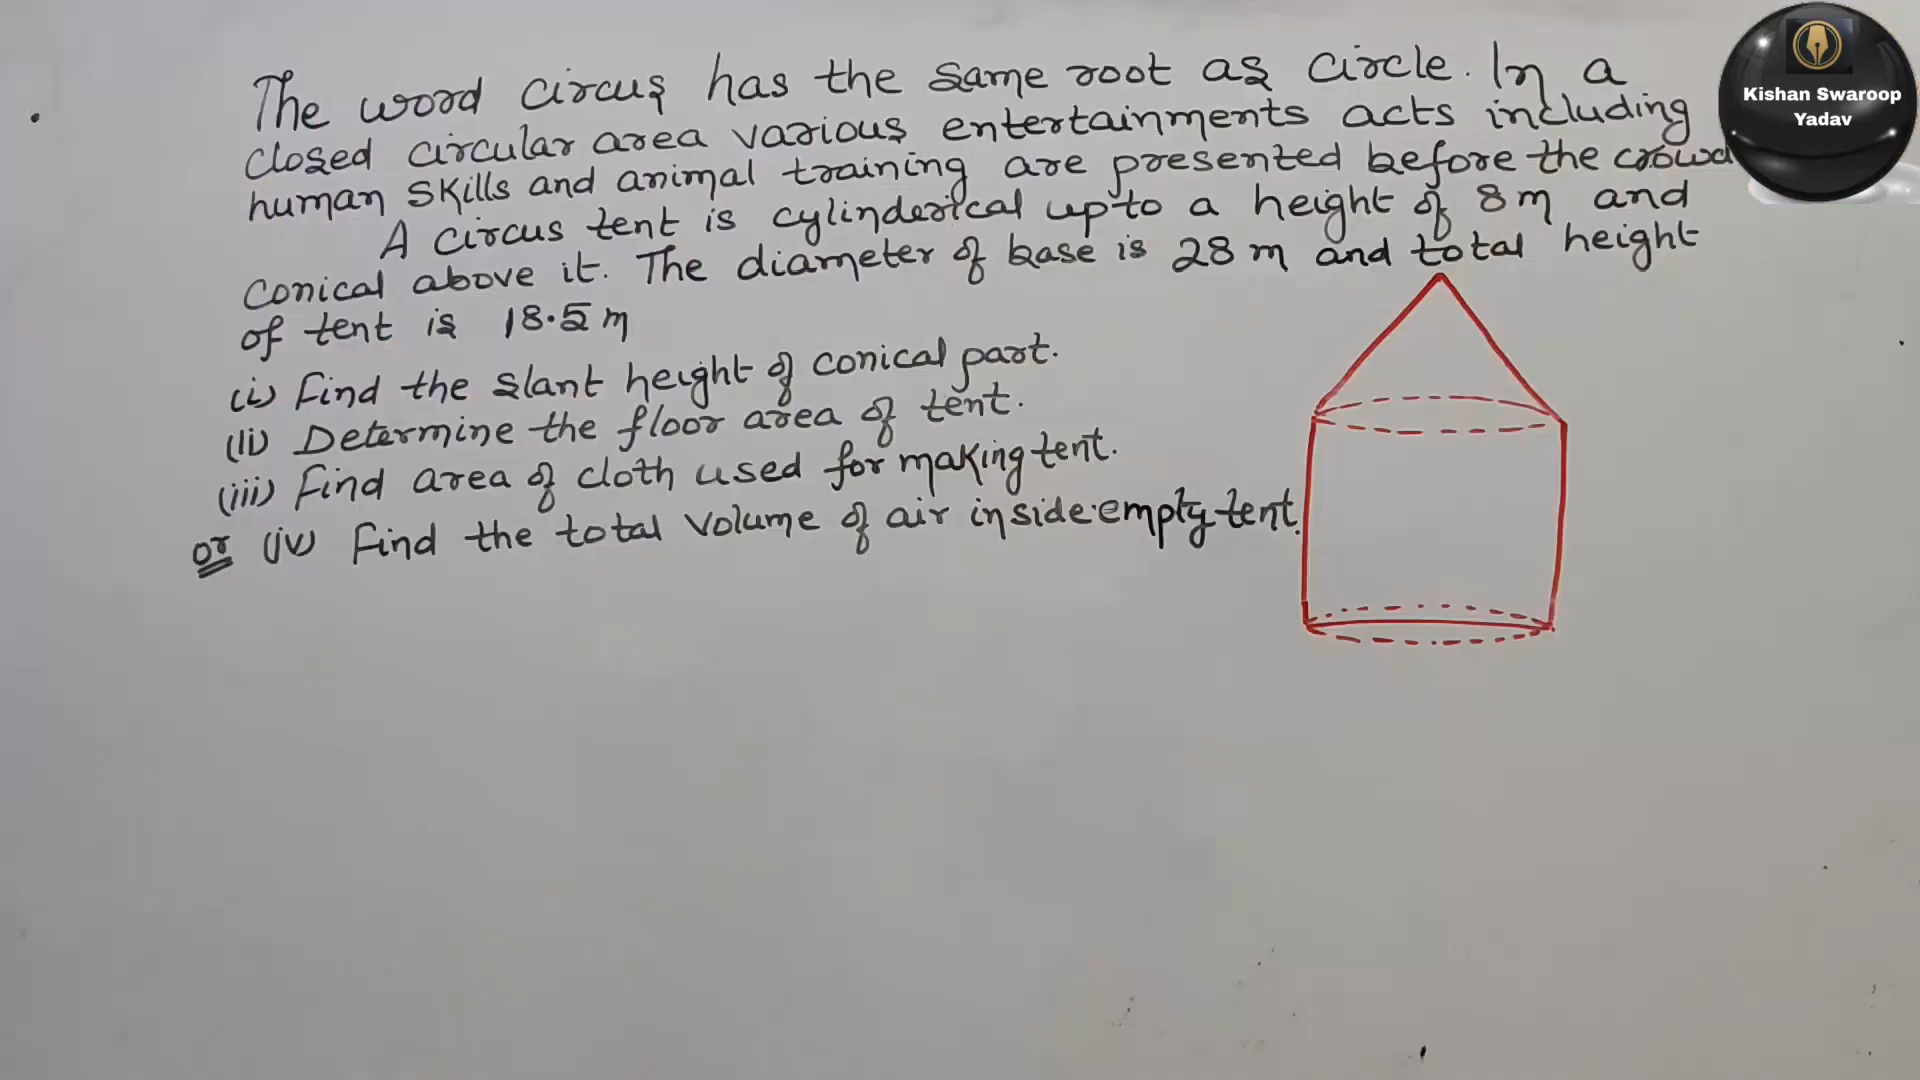 The word circus has the same root as circle. In a
closed circular area various entertainments acts including
human skills and animal training are presented before the crowd
A circus tent is cylinderical upto a height of 8 m and
conical above it. The diameter of base is 28 m and total height
of tent is 18.5 m
(i) Find the slant height of conical part.
(ii) Determine the floor area of tent.
(iii) Find area of cloth used for making tent.
or (iv) Find the total volume of air inside empty tent.
Kishan Swaroop
Yadav